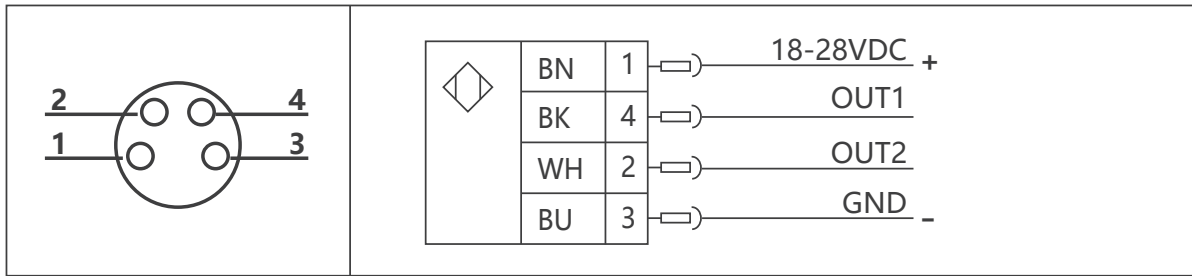 2 4
1 3
BN 1 18-28VDC +
BK 4 OUT1
WH 2 OUT2
BU 3 GND -